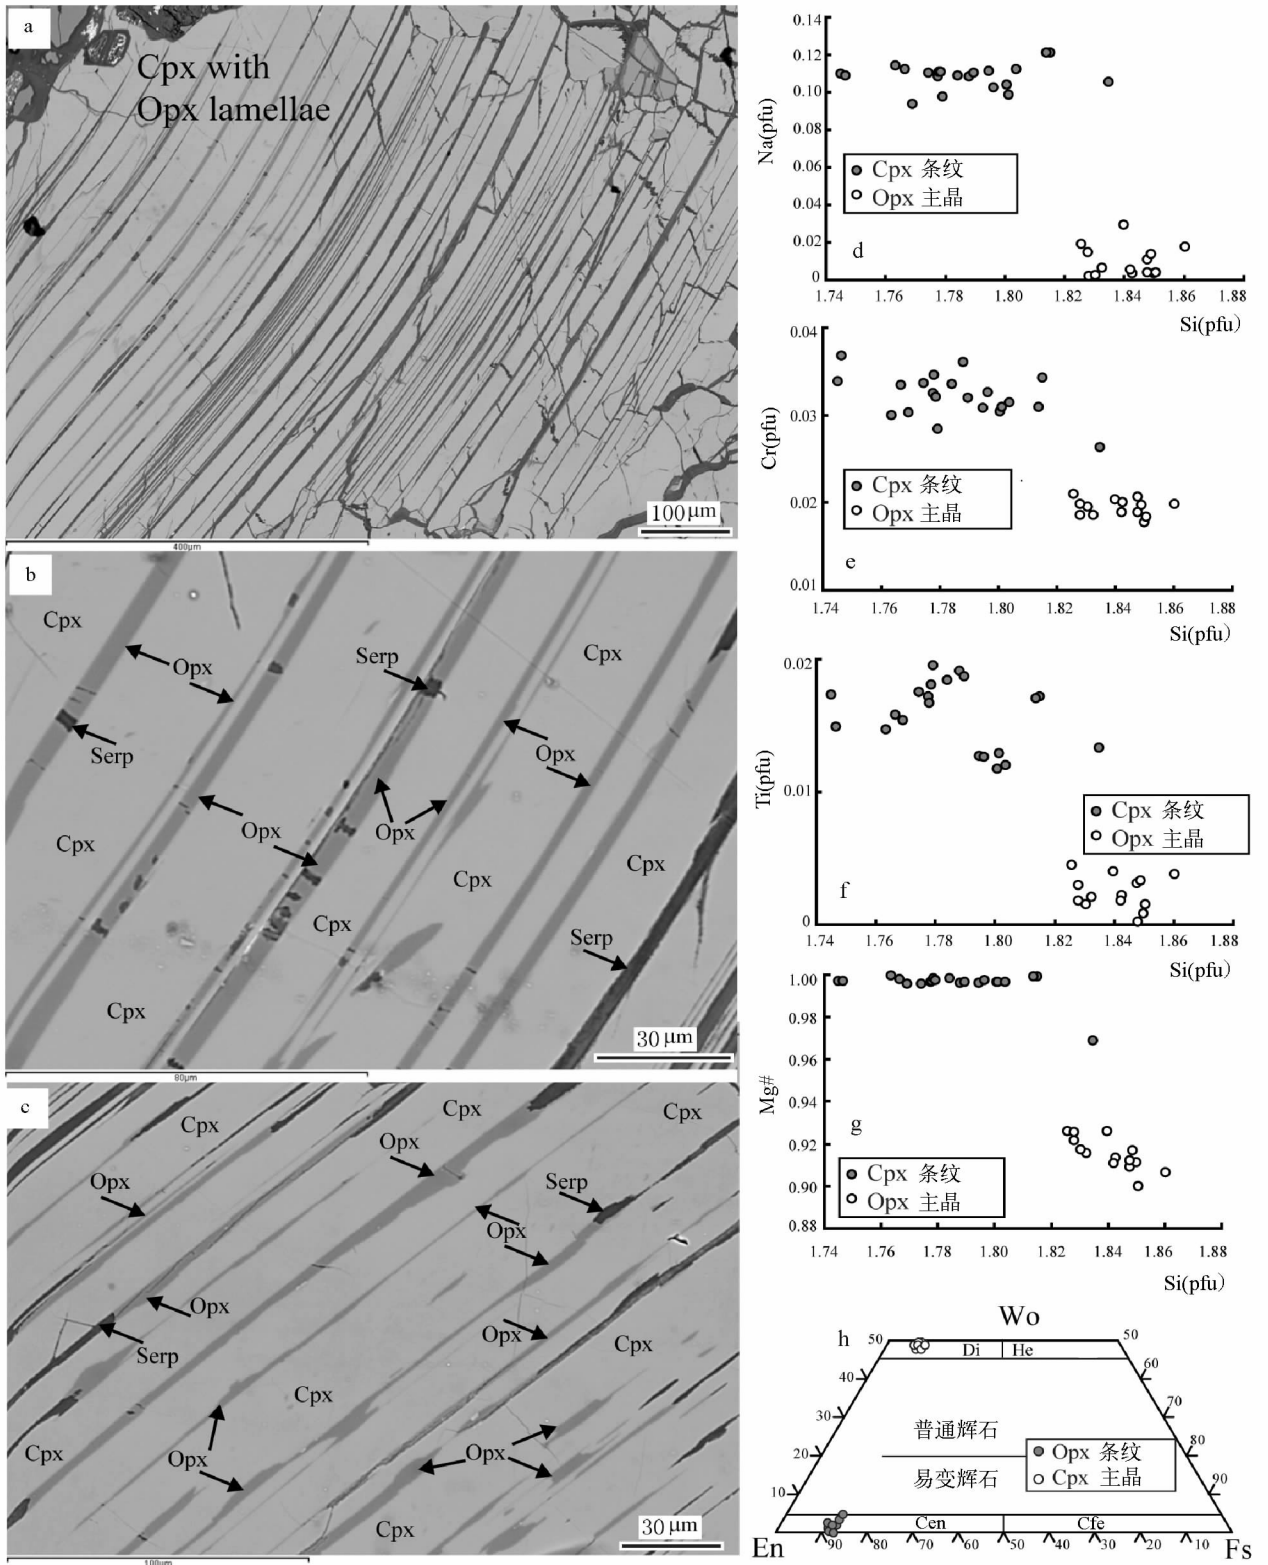 a
Cpx with
Opx lamellae
100μm
400μm
b
Cpx
Opx
Serp
Cpx
Serp
Opx
Opx
Opx
Cpx
Cpx
Cpx
Cpx
Serp
Cpx
30 μm
80μm
c
Cpx
Cpx
Cpx
Opx
Opx
Serp
Opx
Opx
Opx
Serp
Cpx
Cpx
Cpx
Opx
Opx
Cpx
30 μm
100μm
0.14
0.12
0.10
0.08
0.06
0.04
0.02
0
Na(pfu)
Cpx 条纹
Opx 主晶
d
1.74 1.76 1.78 1.80 1.82 1.84 1.86 1.88
Si(pfu)
0.04
0.03
0.02
0.01
Cr(pfu)
Cpx 条纹
Opx 主晶
e
1.74 1.76 1.78 1.80 1.82 1.84 1.86 1.88
Si(pfu)
0.02
0.01
0
Ti(pfu)
Cpx 条纹
Opx 主晶
f
1.74 1.76 1.78 1.80 1.82 1.84 1.86 1.88
Si(pfu)
1.00
0.98
0.96
0.94
0.92
0.90
0.88
Mg#
g
Cpx 条纹
Opx 主晶
1.74 1.76 1.78 1.80 1.82 1.84 1.86 1.88
Si(pfu)
Wo
h
50 Di He 50
40 60
30 70
普通辉石
20 80
易变辉石
Opx 条纹
Cpx 主晶
10 90
Cen Cfe
En 90 80 70 60 50 40 30 20 10 Fs